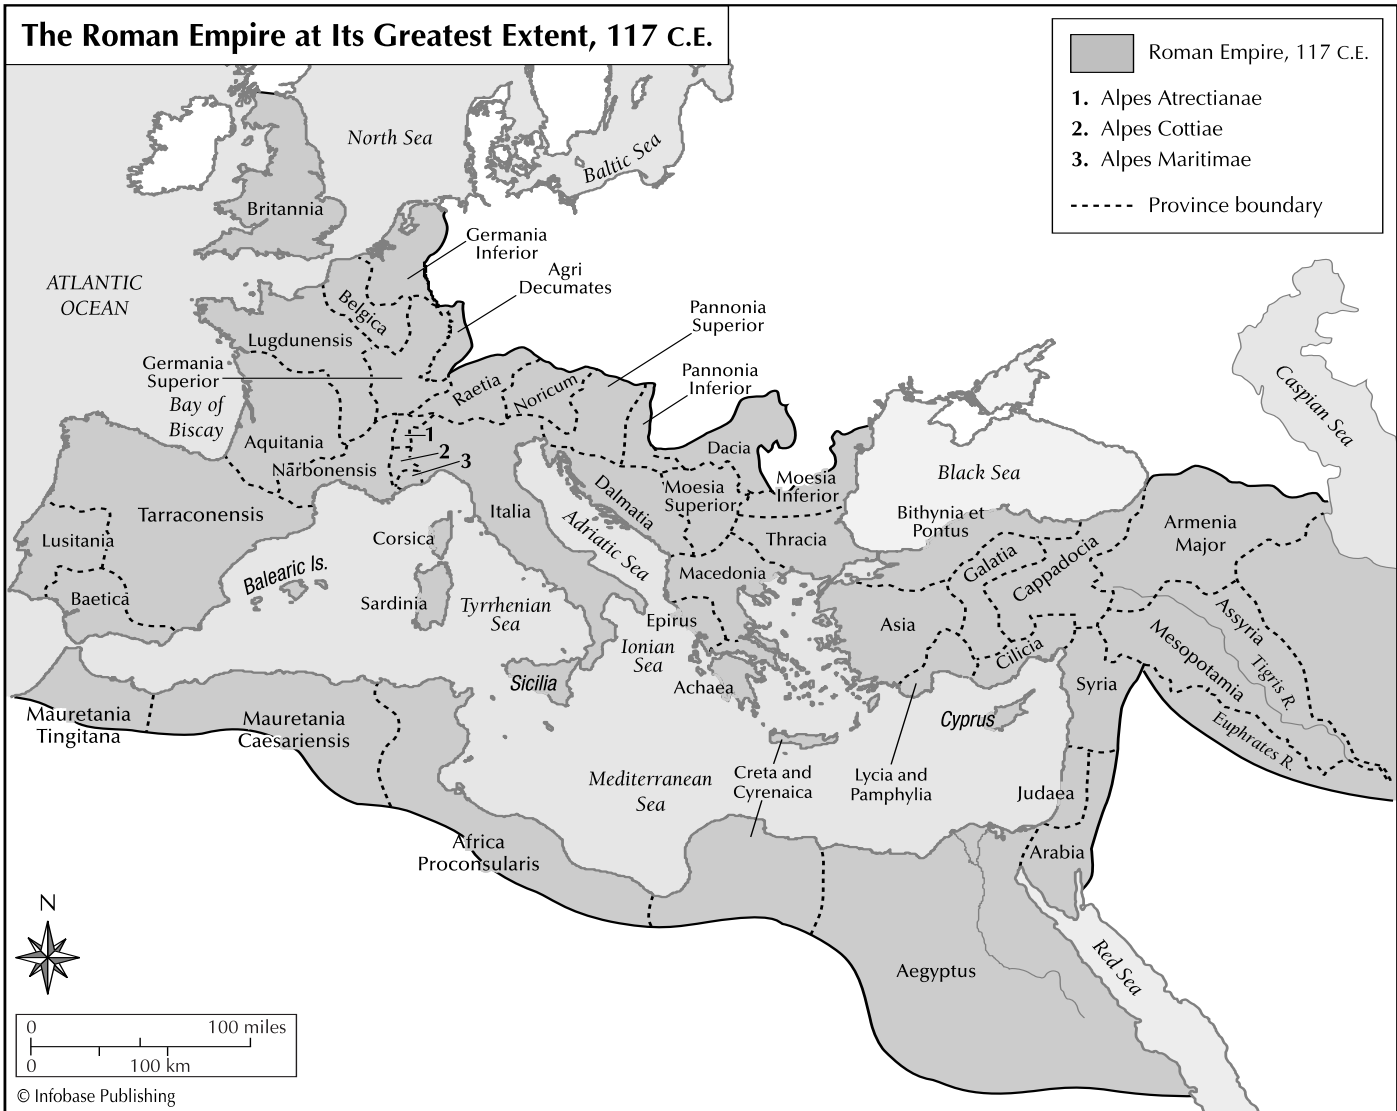 The Roman Empire at Its Greatest Extent, 117 C.E.
Roman Empire, 117 C.E.
1. Alpes Atrectianae
2. Alpes Cottiae
3. Alpes Maritimae
Province boundary
North Sea
Baltic Sea
Britannia
Germania
Inferior
Agri
Decumates
ATLANTIC
OCEAN
Belgica
Pannonia
Superior
Lugdunensis
Germania
Superior
Pannonia
Inferior
Raetia
Noricum
Caspian Sea
Bay of
Biscay
Aquitania
1
2
3
Dacia
Narbonensis
Black Sea
Moesia
Inferior
Moesia
Superior
Dalmatia
Tarraconensis
Italia
Bithynia et
Pontus
Armenia
Major
Lusitania
Corsica
Adriatic Sea
Thracia
Galatia
Cappadocia
Balearic Is.
Macedonia
Baetica
Sardinia
Tyrrhenian
Sea
Epirus
Asia
Assyria
Ionian
Sea
Cilicia
Mesopotamia
Tigris R.
Sicilia
Achaea
Syria
Mauretania
Tingitana
Mauretania
Caesariensis
Cyprus
Euphrates R.
Mediterranean
Sea
Creta and
Cyrenaica
Lycia and
Pamphylia
Judaea
Africa
Proconsularis
Arabia
N
Red Sea
Aegyptus
0 100 miles
0 100 km
© Infobase Publishing